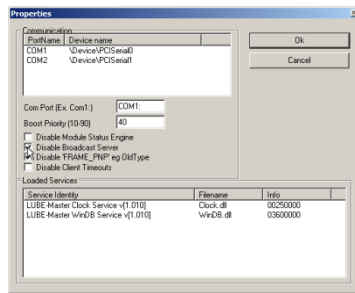 Properties
Communication
PortName Device name
COM1 \Device\PCISerial0
COM2 \Device\PCISerial1
Ok
Cancel
Com Port (Ex. Com1:) COM1:
Boost Priority (10-90) 40
Disable Module Status Engine
Disable Broadcast Server
Disable 'FRAME_PNP' eg OldType
Disable Client Timeouts
Loaded Services
Service Identity Filename Info
LUBE-Master Clock Service v[1.010] Clock.dll 00250000
LUBE-Master WinDB Service v[1.010] WinDB.dll 03600000